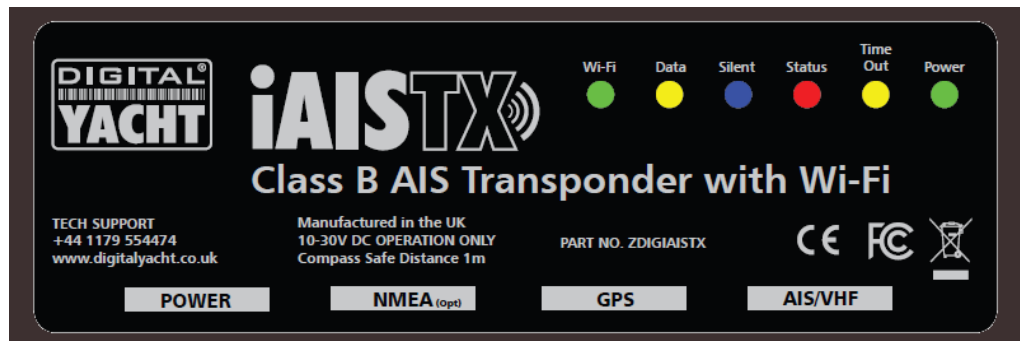 DIGITAL®
YACHT
iAISTX
Wi-Fi
Data
Silent
Status
Time
Out
Power
Class B AIS Transponder with Wi-Fi
TECH SUPPORT
+44 1179 554474
www.digitalyacht.co.uk
Manufactured in the UK
10-30V DC OPERATION ONLY
Compass Safe Distance 1m
PART NO. ZDIGIAISTX
CE FC
POWER
NMEA (Opt)
GPS
AIS/VHF